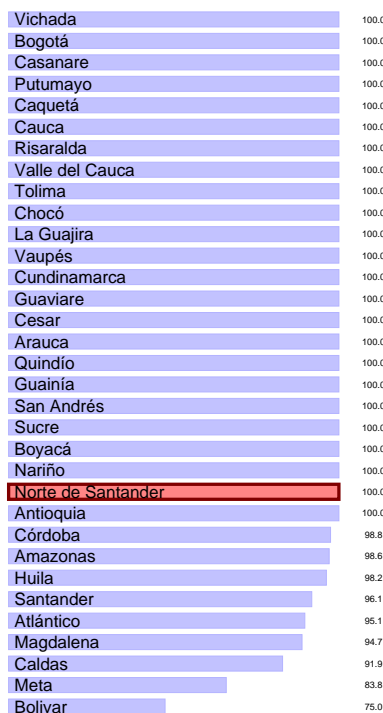 Vichada 100.0
Bogotá 100.0
Casanare 100.0
Putumayo 100.0
Caquetá 100.0
Cauca 100.0
Risaralda 100.0
Valle del Cauca 100.0
Tolima 100.0
Chocó 100.0
La Guajira 100.0
Vaupés 100.0
Cundinamarca 100.0
Guaviare 100.0
Cesar 100.0
Arauca 100.0
Quindío 100.0
Guainía 100.0
San Andrés 100.0
Sucre 100.0
Boyacá 100.0
Nariño 100.0
Norte de Santander 100.0
Antioquia 100.0
Córdoba 98.8
Amazonas 98.6
Huila 98.2
Santander 96.1
Atlántico 95.1
Magdalena 94.7
Caldas 91.9
Meta 83.8
Bolivar 75.0